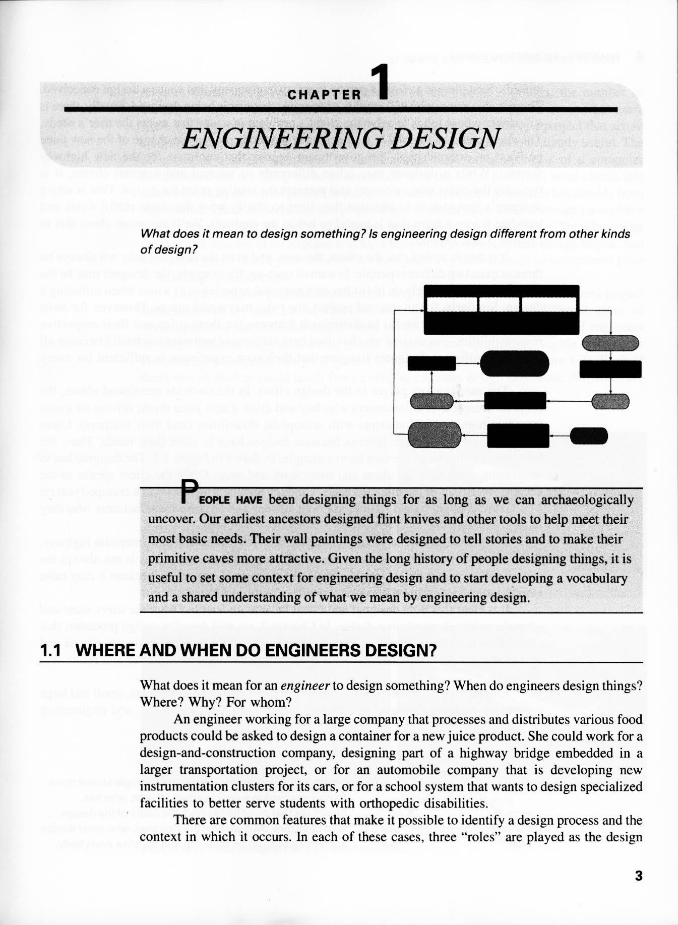 CHAPTER 1
ENGINEERING DESIGN
What does it mean to design something? Is engineering design different from other kinds
of design?
PEOPLE HAVE been designing things for as long as we can archaeologically
uncover. Our earliest ancestors designed flint knives and other tools to help meet their
most basic needs. Their wall paintings were designed to tell stories and to make their
primitive caves more attractive. Given the long history of people designing things, it is
useful to set some context for engineering design and to start developing a vocabulary
and a shared understanding of what we mean by engineering design.
1.1 WHERE AND WHEN DO ENGINEERS DESIGN?
What does it mean for an engineer to design something? When do engineers design things?
Where? Why? For whom?
An engineer working for a large company that processes and distributes various food
products could be asked to design a container for a new juice product. She could work for a
design-and-construction company, designing part of a highway bridge embedded in a
larger transportation project, or for an automobile company that is developing new
instrumentation clusters for its cars, or for a school system that wants to design specialized
facilities to better serve students with orthopedic disabilities.
There are common features that make it possible to identify a design process and the
context in which it occurs. In each of these cases, three “roles” are played as the design
3